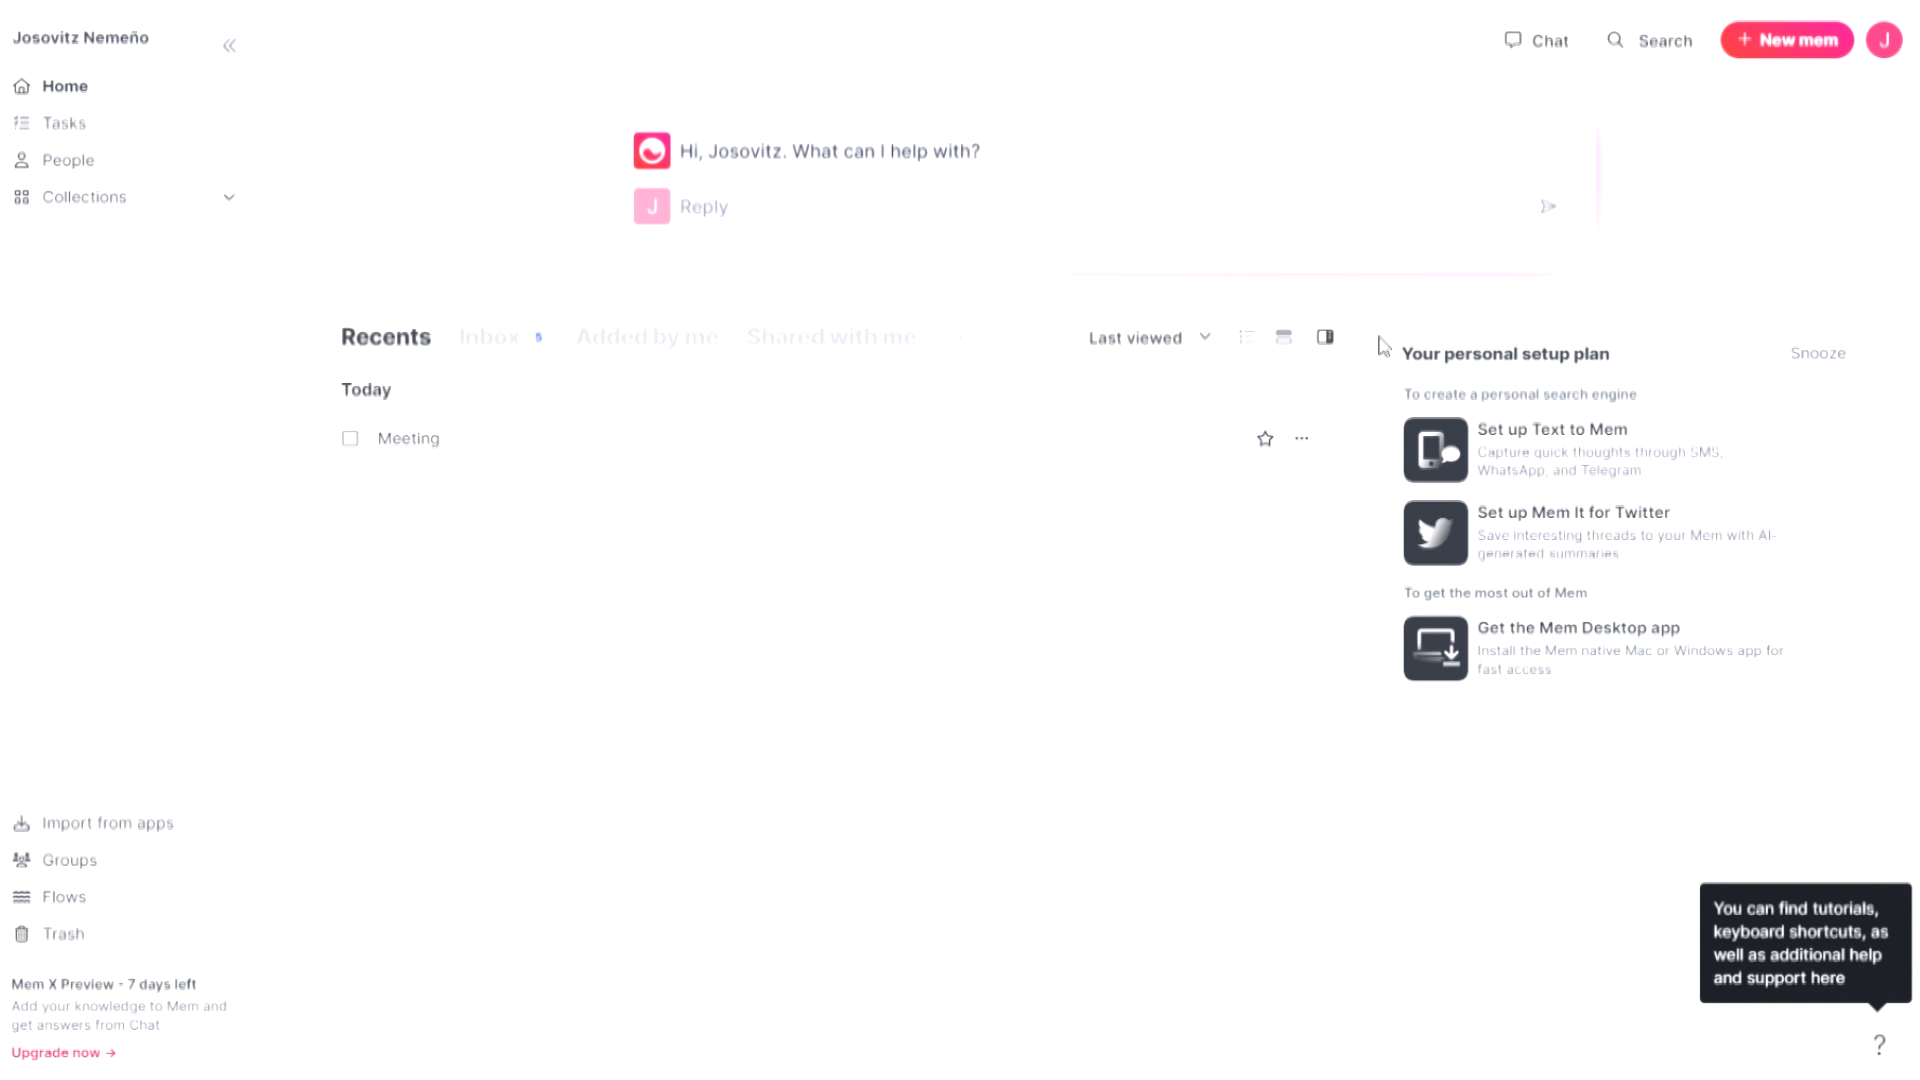 Josovitz Nemeño
Home
Tasks
People
Collections
Chat
Search
+ New mem
J
Hi, Josovitz. What can I help with?
J
Reply
Recents
Inbox 5
Added by me
Shared with me
Last viewed
Today
Meeting
Your personal setup plan
Snooze
To create a personal search engine
Set up Text to Mem
Capture quick thoughts through SMS,
WhatsApp, and Telegram
Set up Mem It for Twitter
Save interesting threads to your Mem with AI-
generated summaries
To get the most out of Mem
Get the Mem Desktop app
Install the Mem native Mac or Windows app for
fast access
Import from apps
Groups
Flows
Trash
Mem X Preview - 7 days left
Add your knowledge to Mem and
get answers from Chat
Upgrade now →
You can find tutorials,
keyboard shortcuts, as
well as additional help
and support here
?